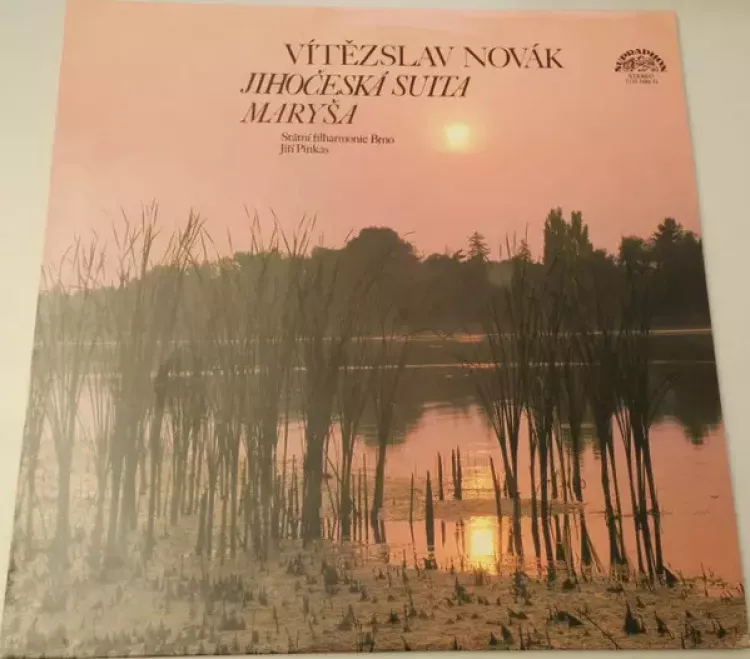 VÍTĚZSLAV NOVÁK
JIHOČESKÁ SUITA
MARYŠA
Státní filharmonie Brno
Jiří Pinkas
SUPRAPHON
STEREO